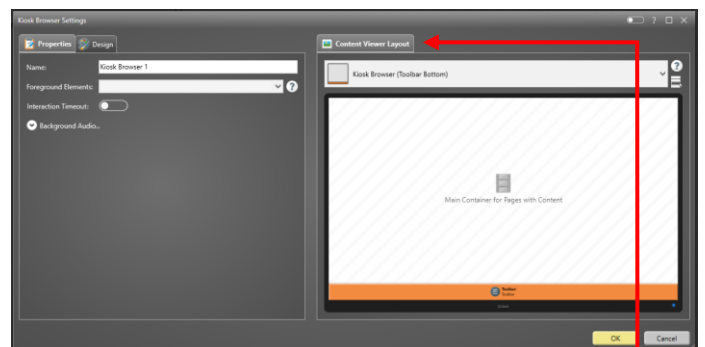 Kiosk Browser Settings
?
Properties
Design
Name:
Kiosk Browser 1
Foreground Elements:
?
Interaction Timeout:
Background Audio..
Content Viewer Layout
Kiosk Browser (Toolbar Bottom)
?
Main Container for Pages with Content
Toolbar
Toolbar
OK
Cancel